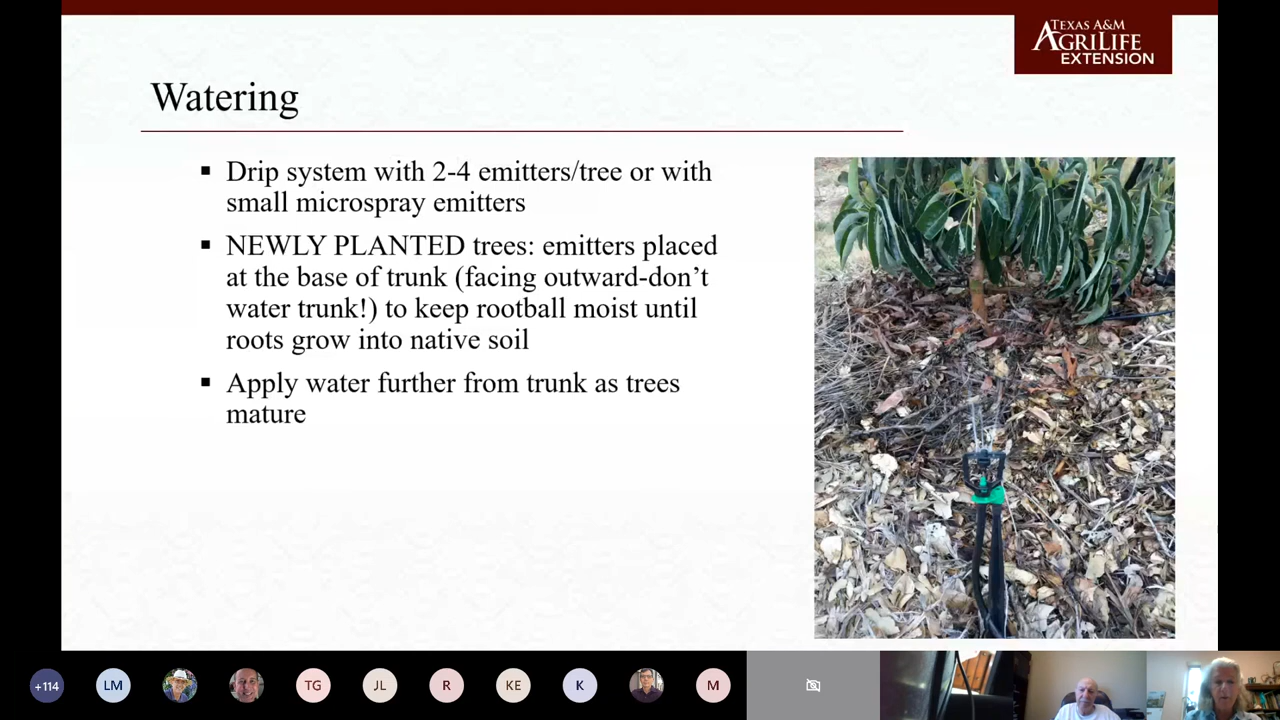 TEXAS A&M
AGRILIFE
EXTENSION
Watering
▪ Drip system with 2-4 emitters/tree or with
small microspray emitters
▪ NEWLY PLANTED trees: emitters placed
at the base of trunk (facing outward-don’t
water trunk!) to keep rootball moist until
roots grow into native soil
▪ Apply water further from trunk as trees
mature
+114
LM
TG
JL
R
KE
K
M